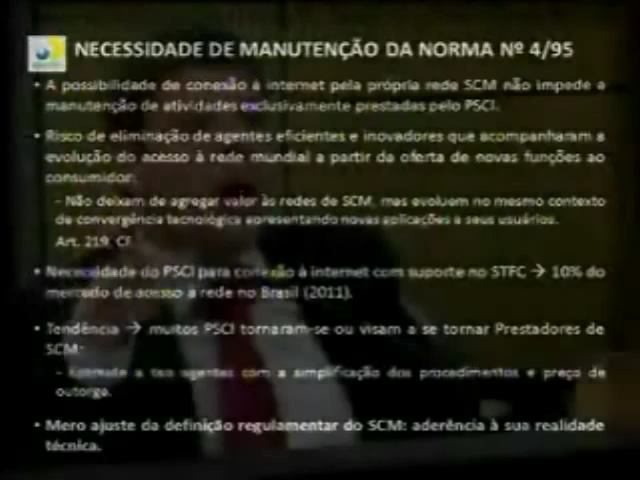 NECESSIDADE DE MANUTENÇÃO DA NORMA Nº 4/95
• A possibilidade de conexão à internet pela própria rede SCM não impede a
manutenção de atividades exclusivamente prestadas pelo PSCI.
• Risco de eliminação de agentes eficientes e inovadores que acompanharam a
evolução do acesso à rede mundial a partir da oferta de novas funções ao
consumidor:
- Não deixam de agregar valor às redes de SCM, mas evoluem no mesmo contexto
de convergência tecnológica apresentando novas aplicações a seus usuários.
Art. 219, CF
• Necessidade do PSCI para conexão à internet com suporte no STFC → 10% do
mercado de acesso à rede no Brasil (2011).
• Tendência → muitos PSCI tornaram-se ou visam a se tornar Prestadores de
SCM:
- a tais agentes com a simplificação dos procedimentos e preço de
outorga.
• Mero ajuste da definição regulamentar do SCM: aderência à sua realidade
técnica.